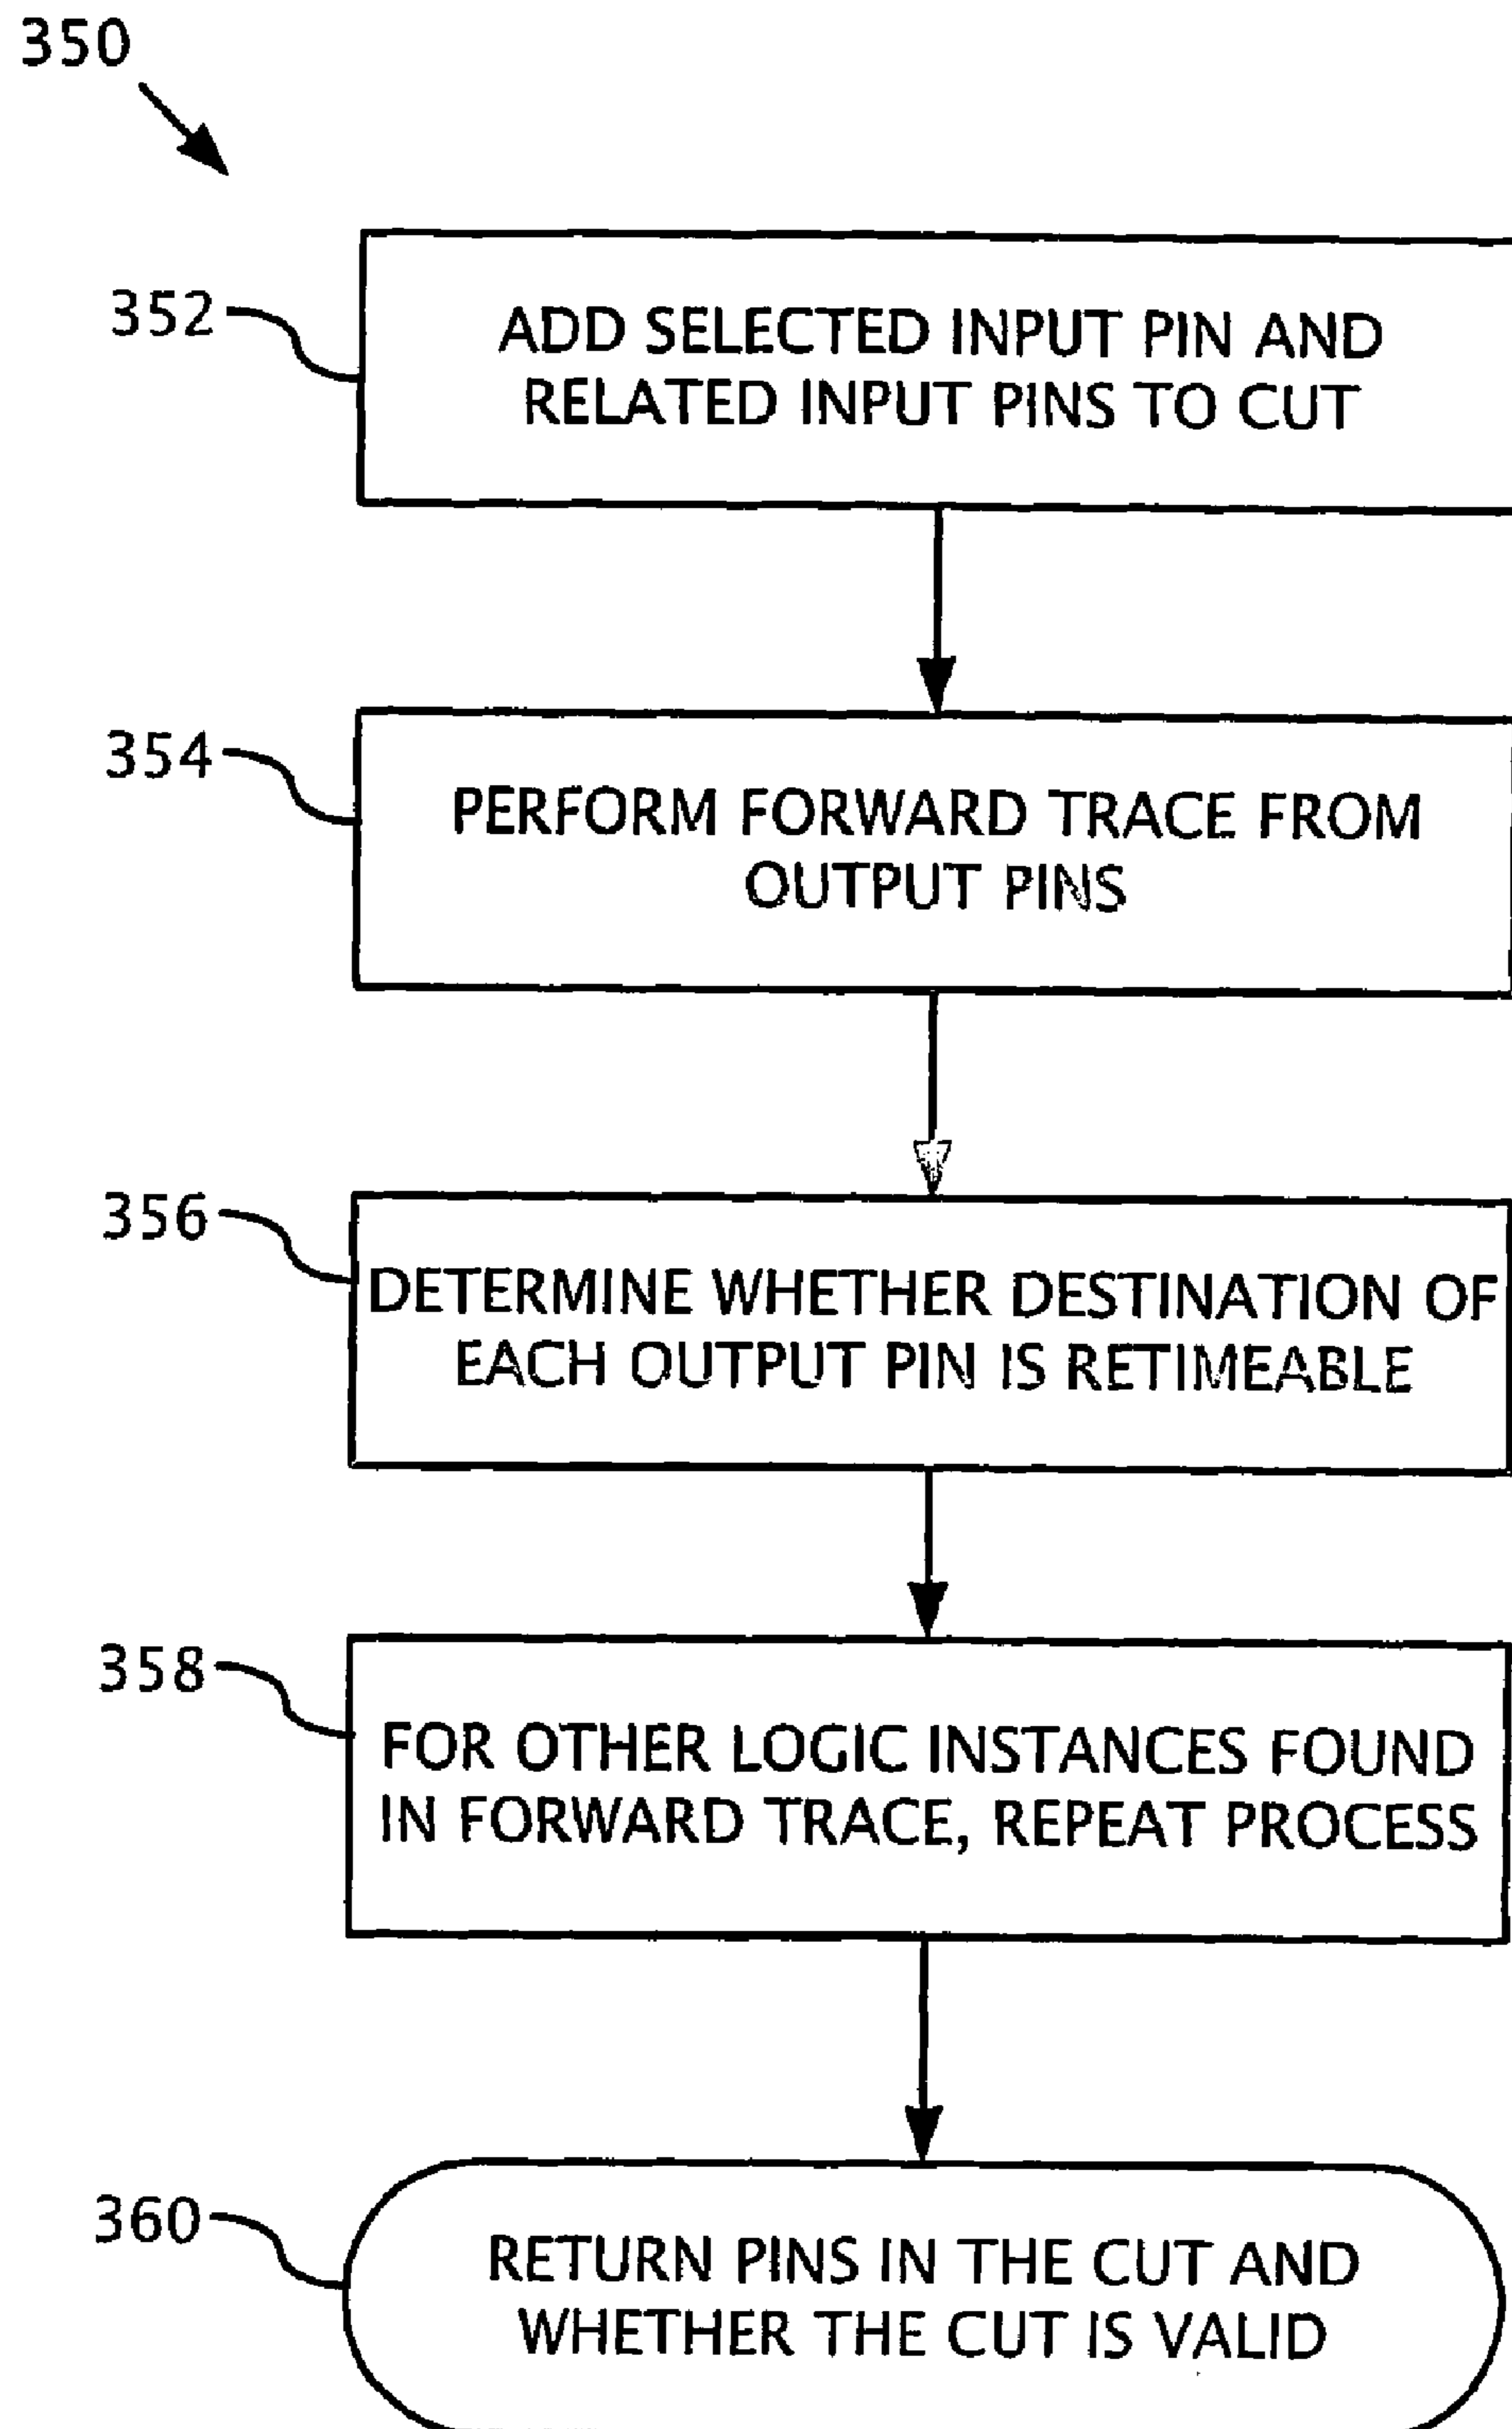 350
352
ADD SELECTED INPUT PIN AND
RELATED INPUT PINS TO CUT
354
PERFORM FORWARD TRACE FROM
OUTPUT PINS
356
DETERMINE WHETHER DESTINATION OF
EACH OUTPUT PIN IS RETIMEABLE
358
FOR OTHER LOGIC INSTANCES FOUND
IN FORWARD TRACE, REPEAT PROCESS
360
RETURN PINS IN THE CUT AND
WHETHER THE CUT IS VALID